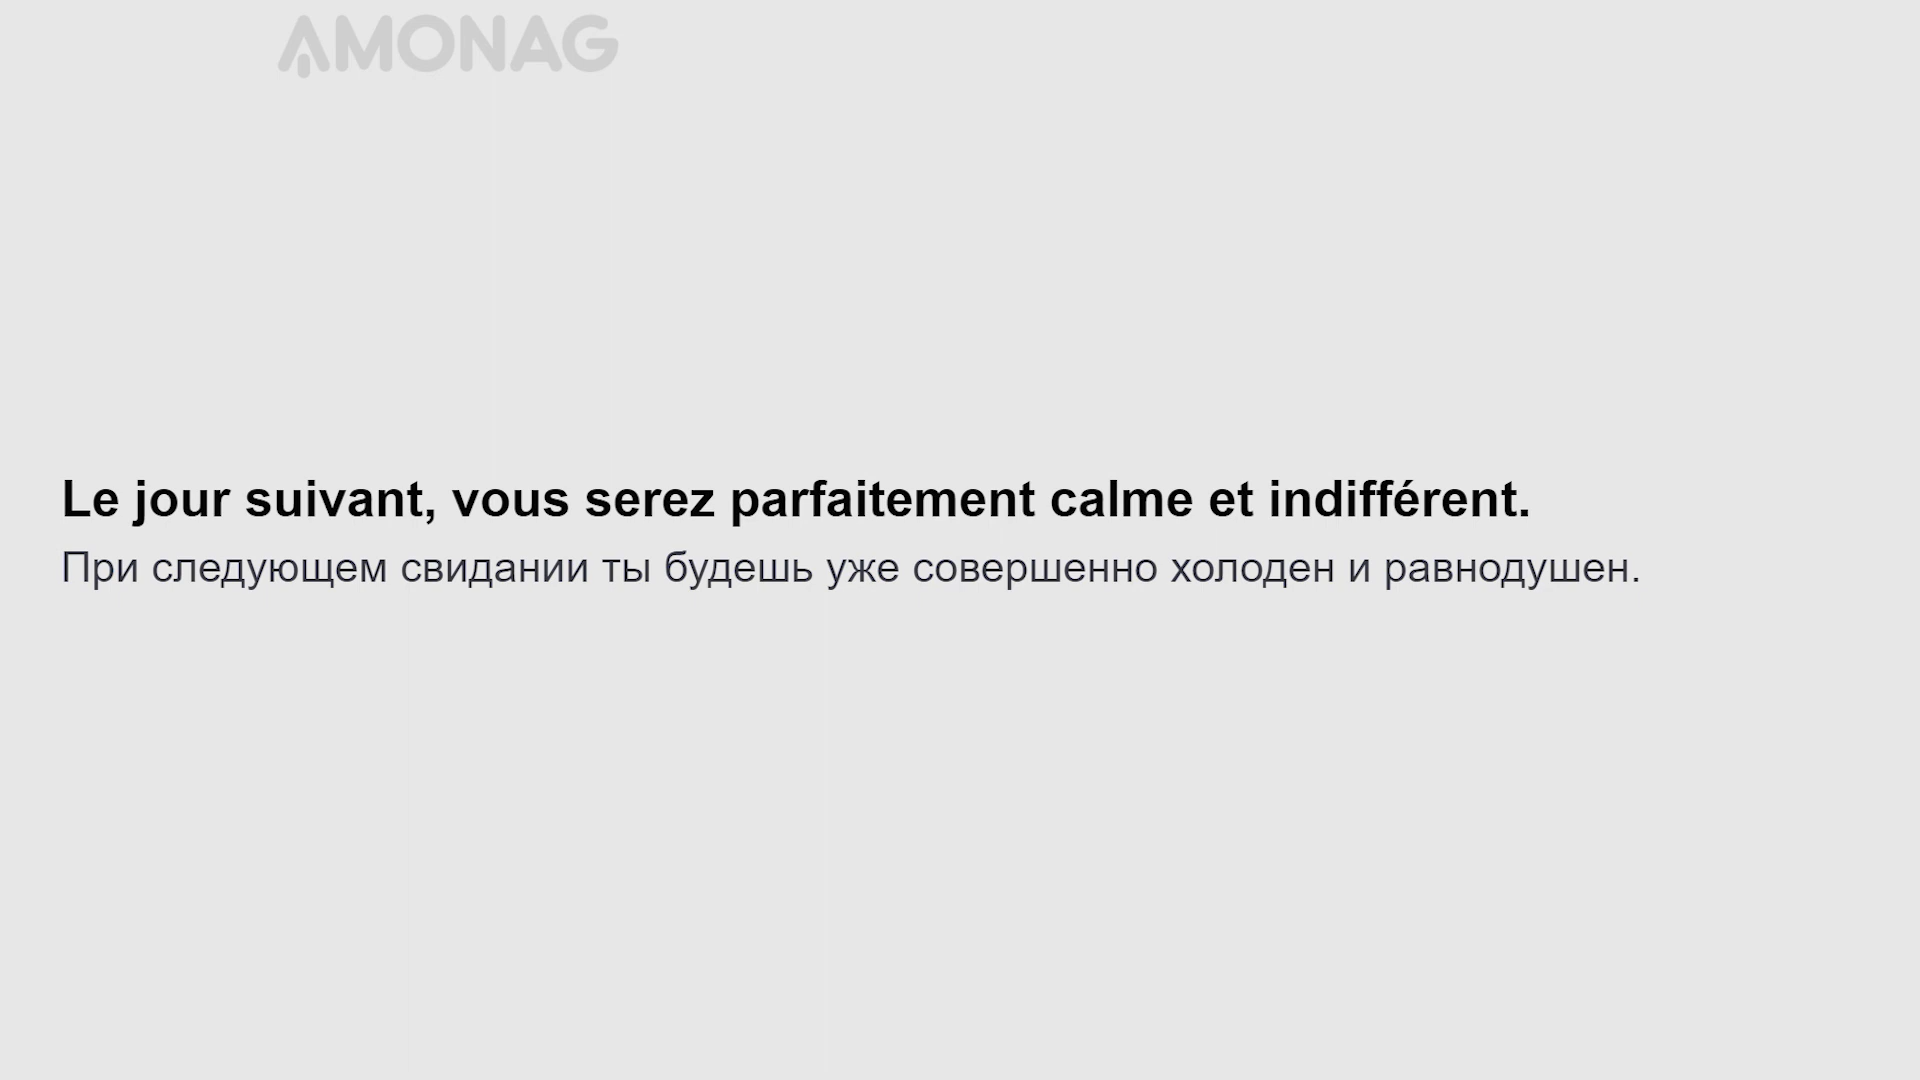 AMONAG
Le jour suivant, vous serez parfaitement calme et indifférent.
При следующем свидании ты будешь уже совершенно холоден и равнодушен.